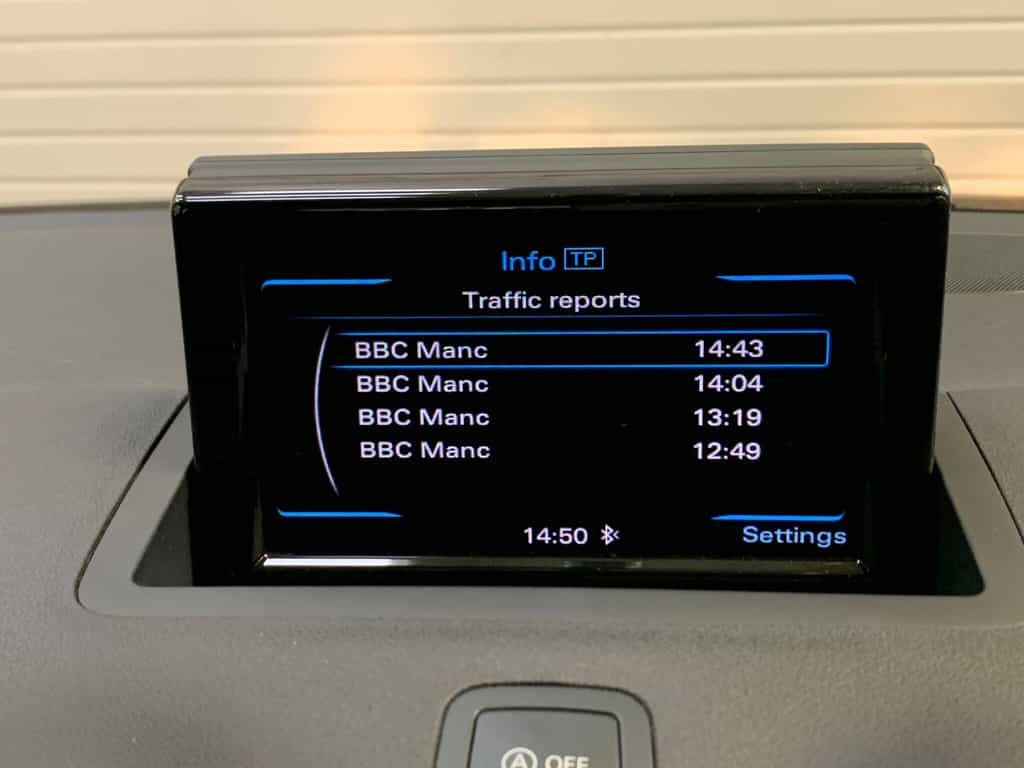 Info TP
Traffic reports
BBC Manc 14:43
BBC Manc 14:04
BBC Manc 13:19
BBC Manc 12:49
14:50 Settings
A OFF